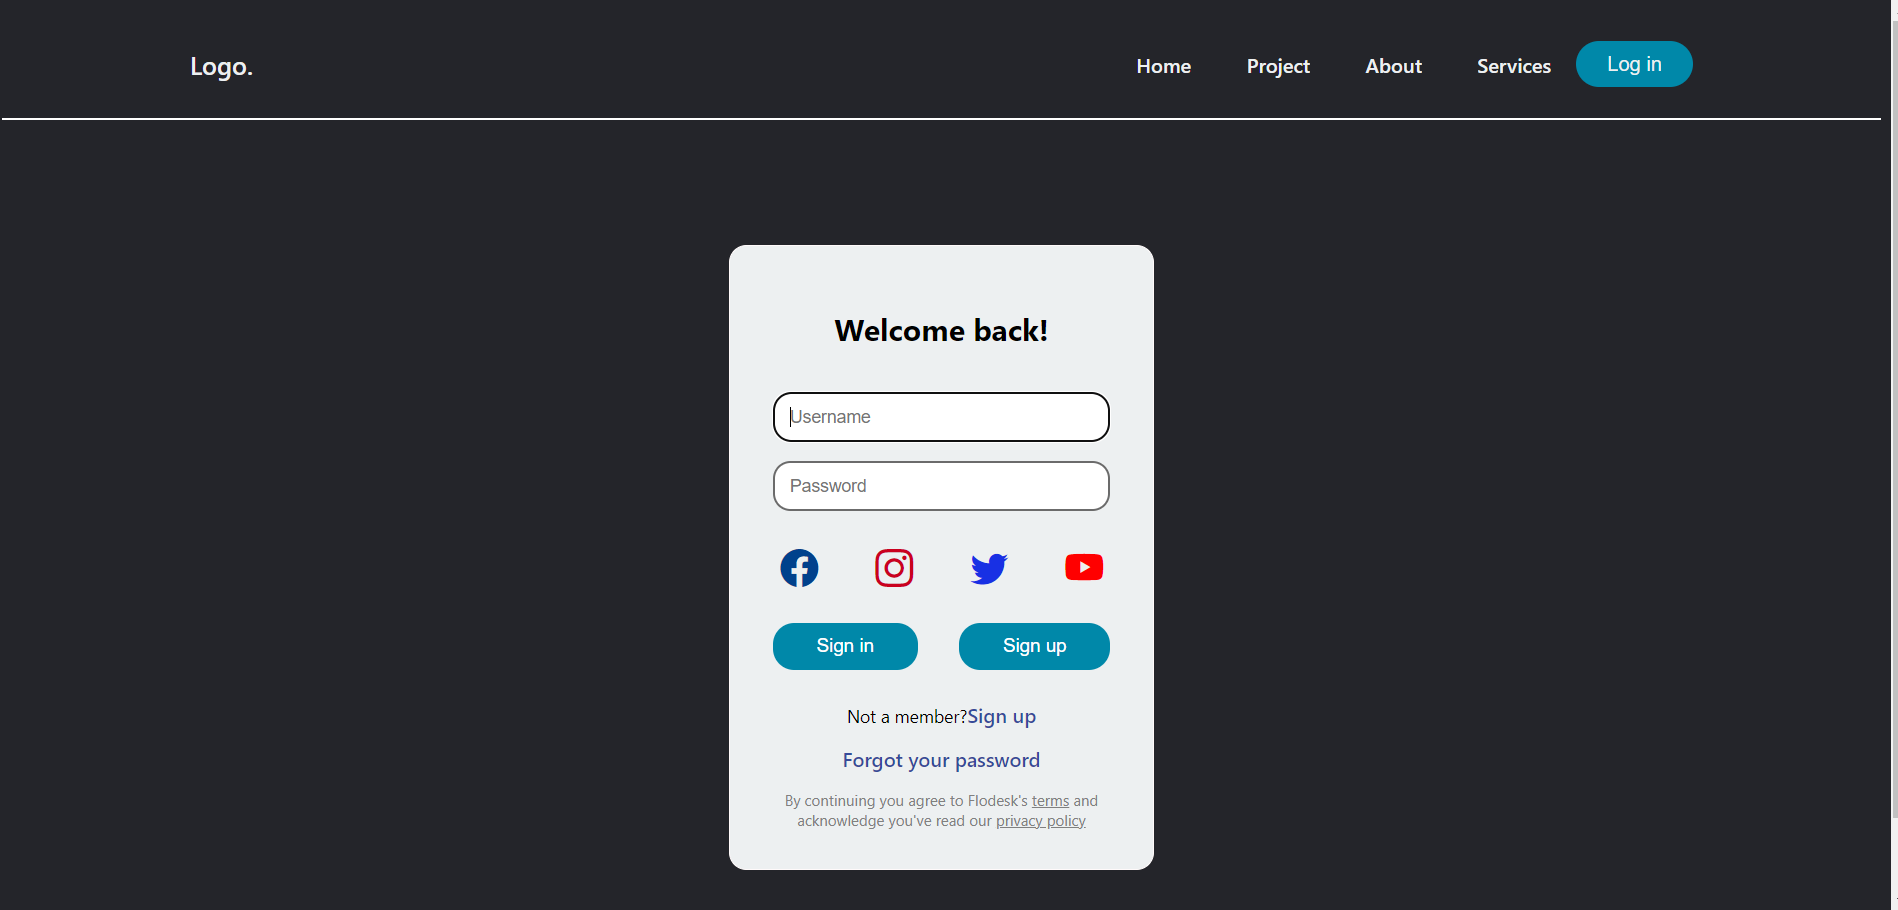 Logo.
Home Project About Services Log in
Welcome back!
Username
Password
Sign in Sign up
Not a member?Sign up
Forgot your password
By continuing you agree to Flodesk's terms and
acknowledge you've read our privacy policy